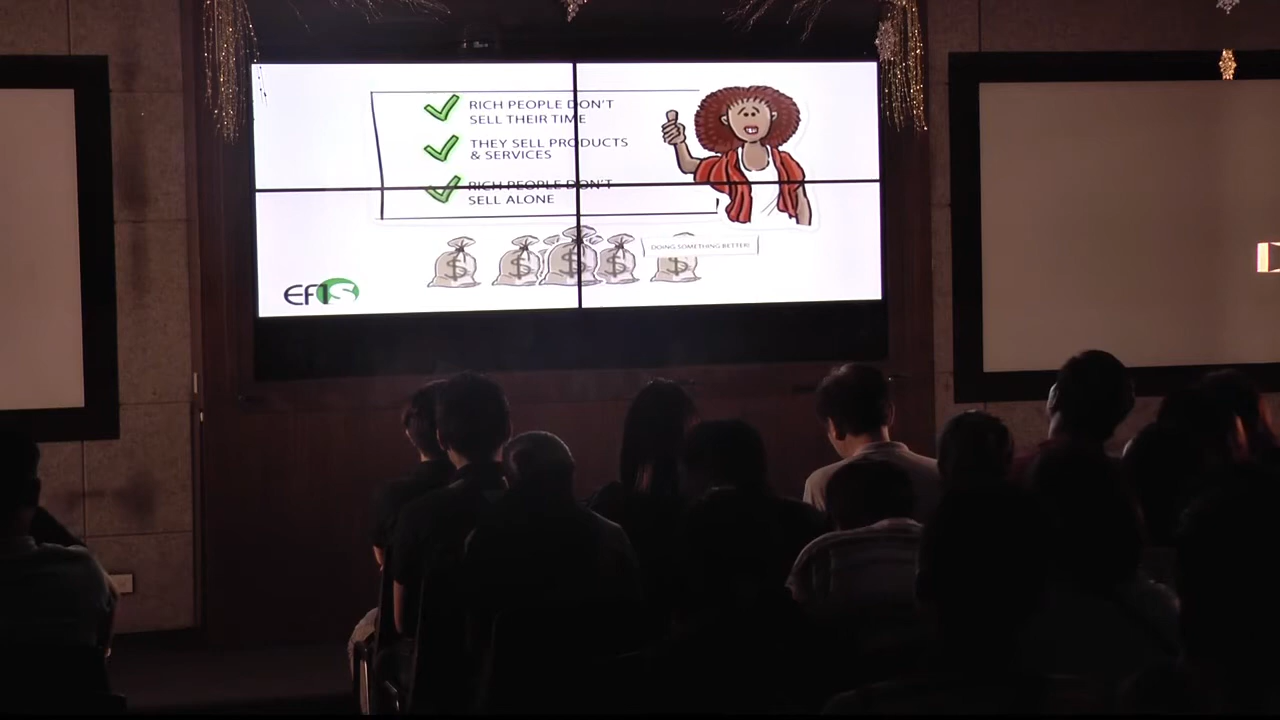 RICH PEOPLE DON'T
SELL THEIR TIME
THEY SELL PRODUCTS
& SERVICES
RICH PEOPLE DON'T
SELL ALONE
DOING SOMETHING BETTER!
$ $ $ $ $
EFIS